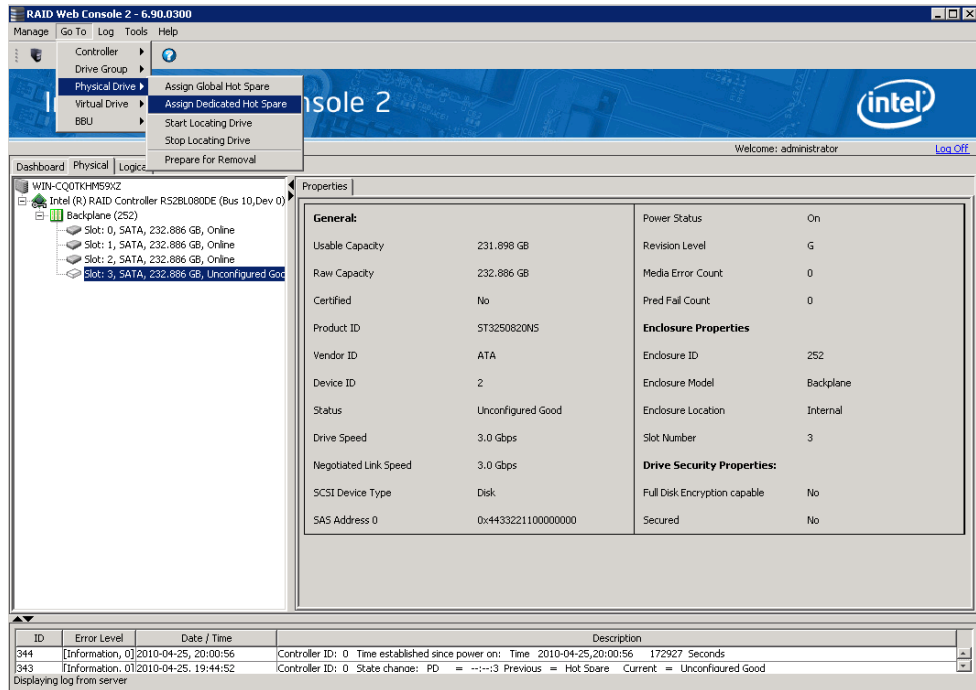 RAID Web Console 2 - 6.90.0300
Manage Go To Log Tools Help
Controller
Drive Group
Physical Drive
Virtual Drive
BBU
Assign Global Hot Spare
Assign Dedicated Hot Spare
Start Locating Drive
Stop Locating Drive
Prepare for Removal
nsole 2
intel
Welcome: administrator Log Off
Dashboard Physical Logica
WIN-CQ0TKHM59XZ
Intel (R) RAID Controller RS2BL080DE (Bus 10,Dev 0)
Backplane (252)
Slot: 0, SATA, 232.886 GB, Online
Slot: 1, SATA, 232.886 GB, Online
Slot: 2, SATA, 232.886 GB, Online
Slot: 3, SATA, 232.886 GB, Unconfigured Goo
Properties
General: Power Status On
Usable Capacity 231.898 GB Revision Level G
Raw Capacity 232.886 GB Media Error Count 0
Certified No Pred Fail Count 0
Product ID ST3250820NS Enclosure Properties
Vendor ID ATA Enclosure ID 252
Device ID 2 Enclosure Model Backplane
Status Unconfigured Good Enclosure Location Internal
Drive Speed 3.0 Gbps Slot Number 3
Negotiated Link Speed 3.0 Gbps Drive Security Properties:
SCSI Device Type Disk Full Disk Encryption capable No
SAS Address 0 0x4433221100000000 Secured No
ID Error Level Date / Time Description
344 [Information, 0] 2010-04-25, 20:00:56 Controller ID: 0 Time established since power on: Time 2010-04-25,20:00:56 172927 Seconds
343 [Information, 0] 2010-04-25, 19:44:52 Controller ID: 0 State change: PD = --:--:3 Previous = Hot Spare Current = Unconfigured Good
Displaying log from server